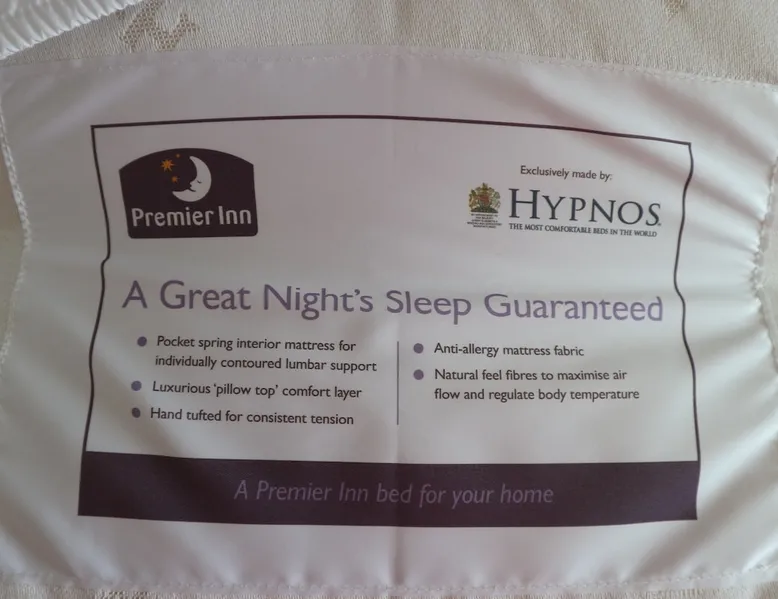 Premier Inn
Exclusively made by:
HYPNOS
THE MOST COMFORTABLE BEDS IN THE WORLD
A Great Night's Sleep Guaranteed
Pocket spring interior mattress for
individually contoured lumbar support
Luxurious 'pillow top' comfort layer
Hand tufted for consistent tension
Anti-allergy mattress fabric
Natural feel fibres to maximise air
flow and regulate body temperature
A Premier Inn bed for your home